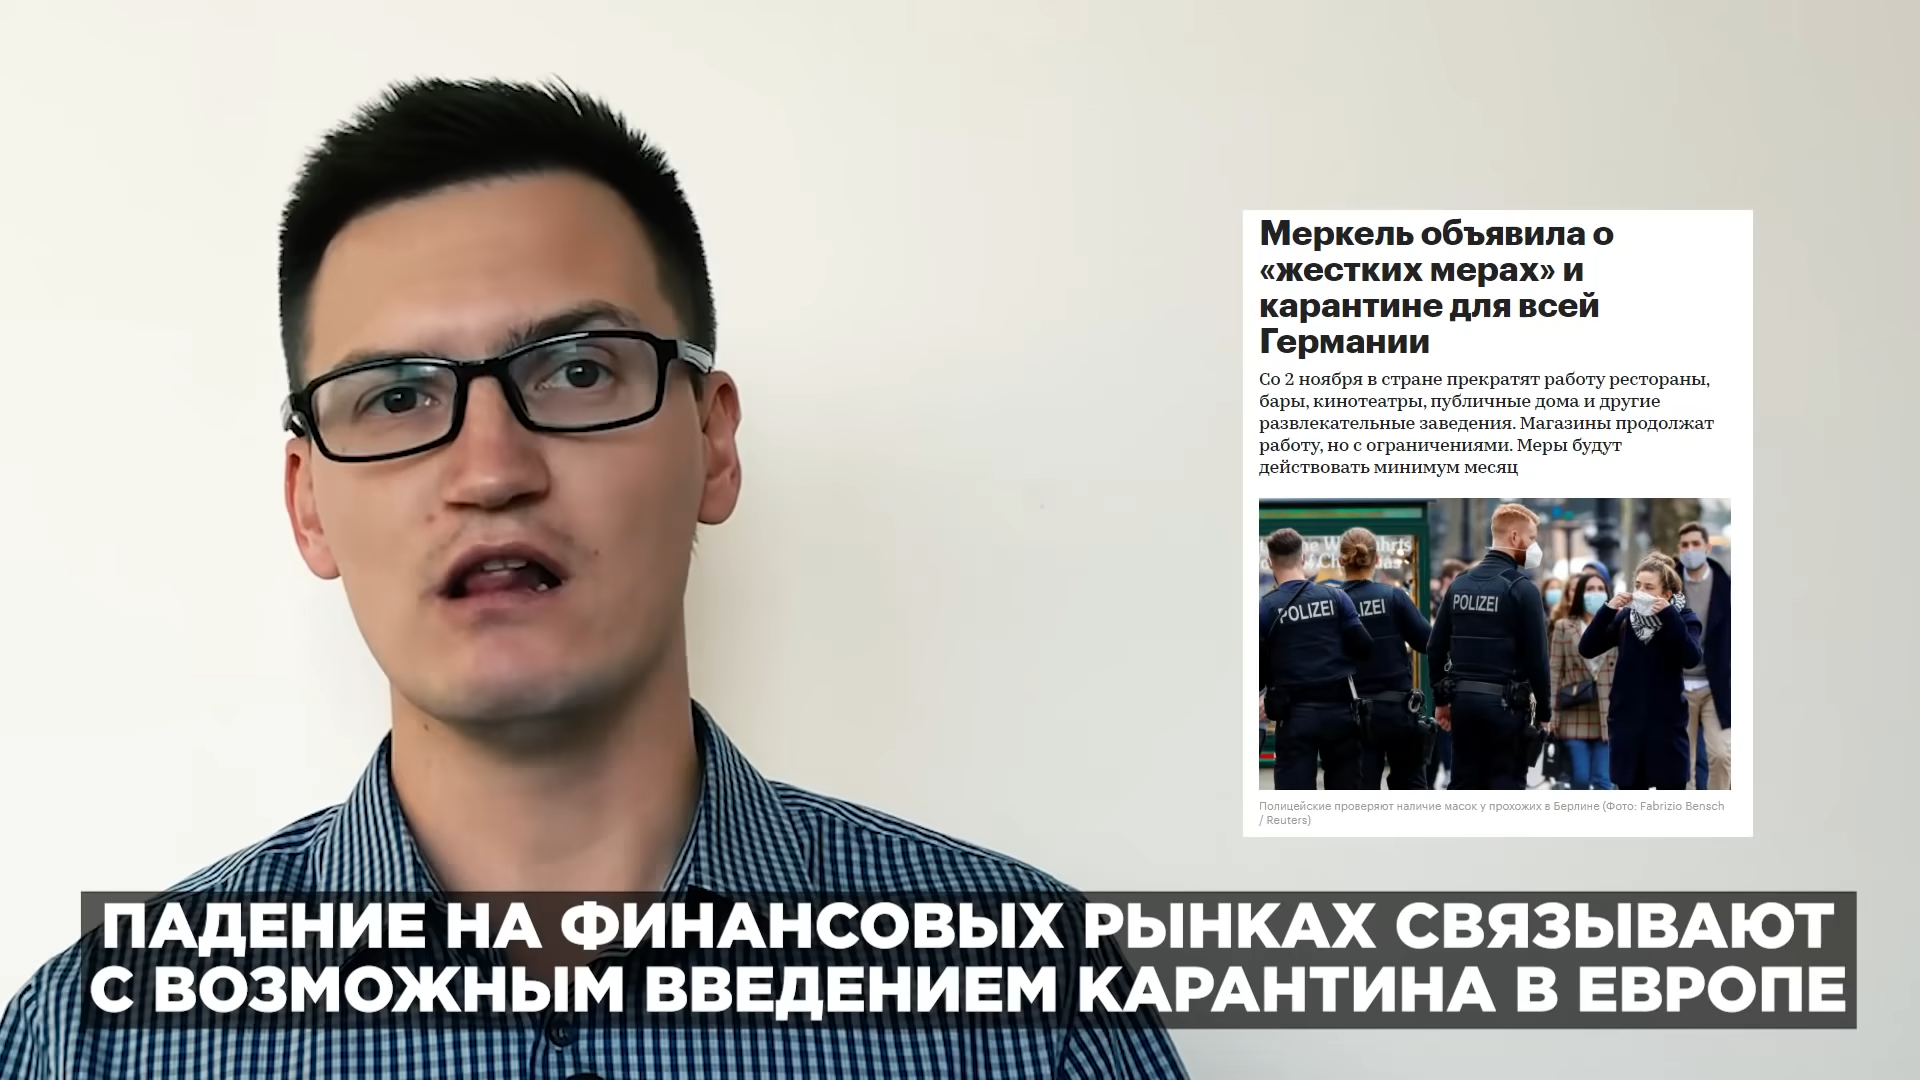 Меркель объявила о
«жестких мерах» и
карантине для всей
Германии
Со 2 ноября в стране прекратят работу рестораны,
бары, кинотеатры, публичные дома и другие
развлекательные заведения. Магазины продолжат
работу, но с ограничениями. Меры будут
действовать минимум месяц
POLIZEI
POLIZEI
Полицейские проверяют наличие масок у прохожих в Берлине (Фото: Fabrizio Bensch
/ Reuters)
ПАДЕНИЕ НА ФИНАНСОВЫХ РЫНКАХ СВЯЗЫВАЮТ
С ВОЗМОЖНЫМ ВВЕДЕНИЕМ КАРАНТИНА В ЕВРОПЕ